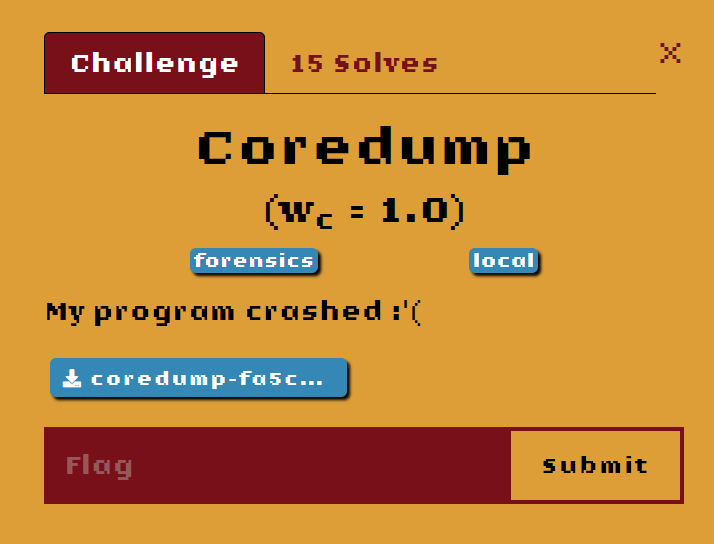 Challenge
15 Solves
Coredump
(wc = 1.0)
forensics
local
My program crashed :'(
coredump-fa5c...
Flag
Submit